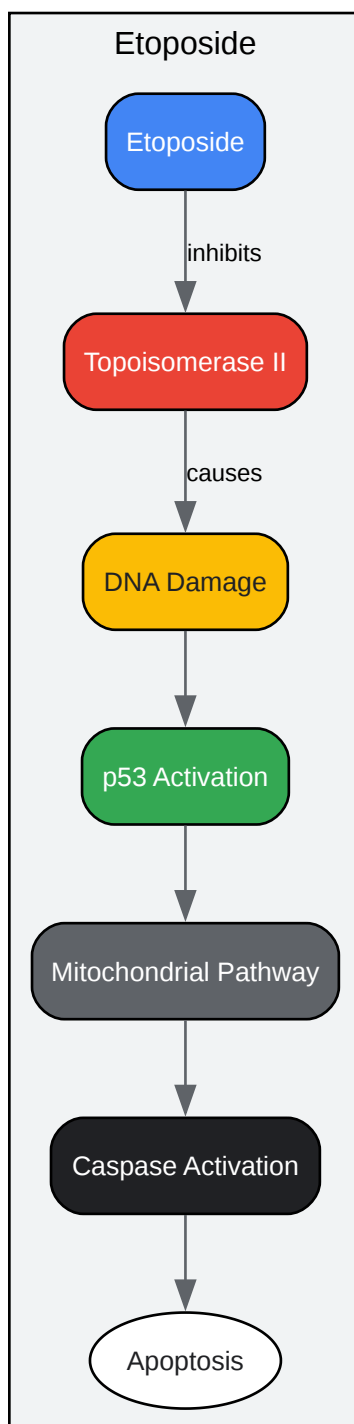 Etoposide
Etoposide
inhibits
Topoisomerase II
causes
DNA Damage
p53 Activation
Mitochondrial Pathway
Caspase Activation
Apoptosis